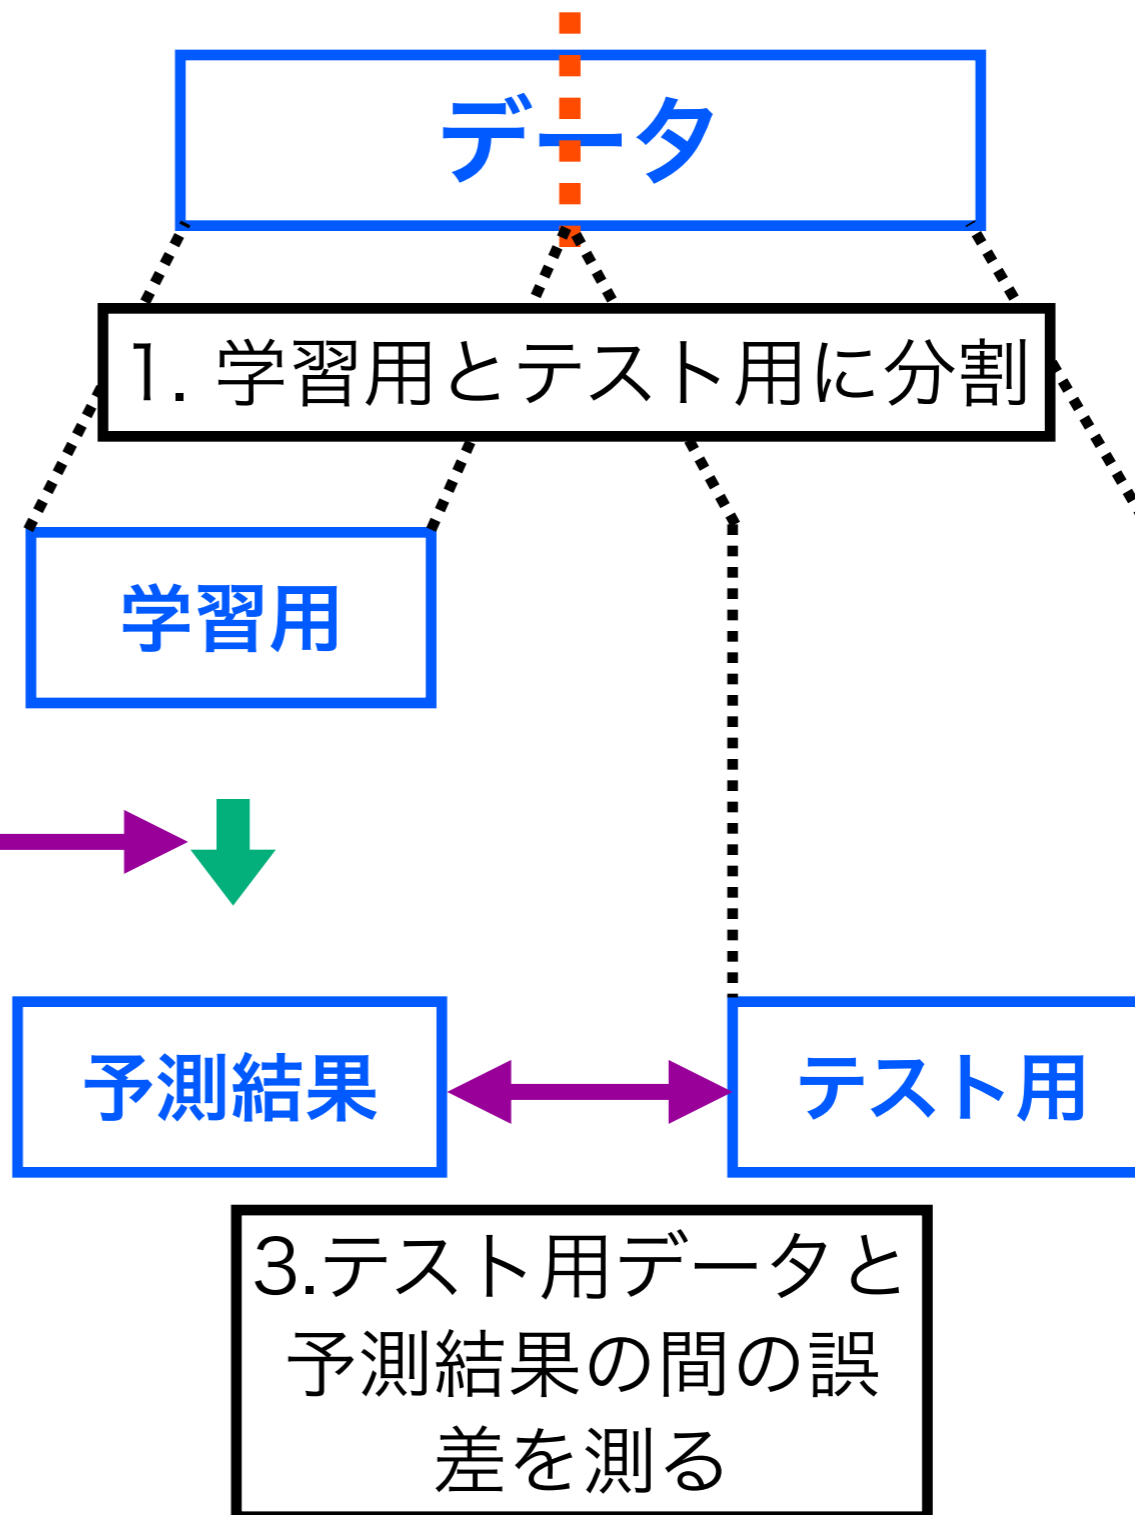 データ
1. 学習用とテスト用に分割
学習用
予測結果
テスト用
3.テスト用データと
予測結果の間の誤
差を測る